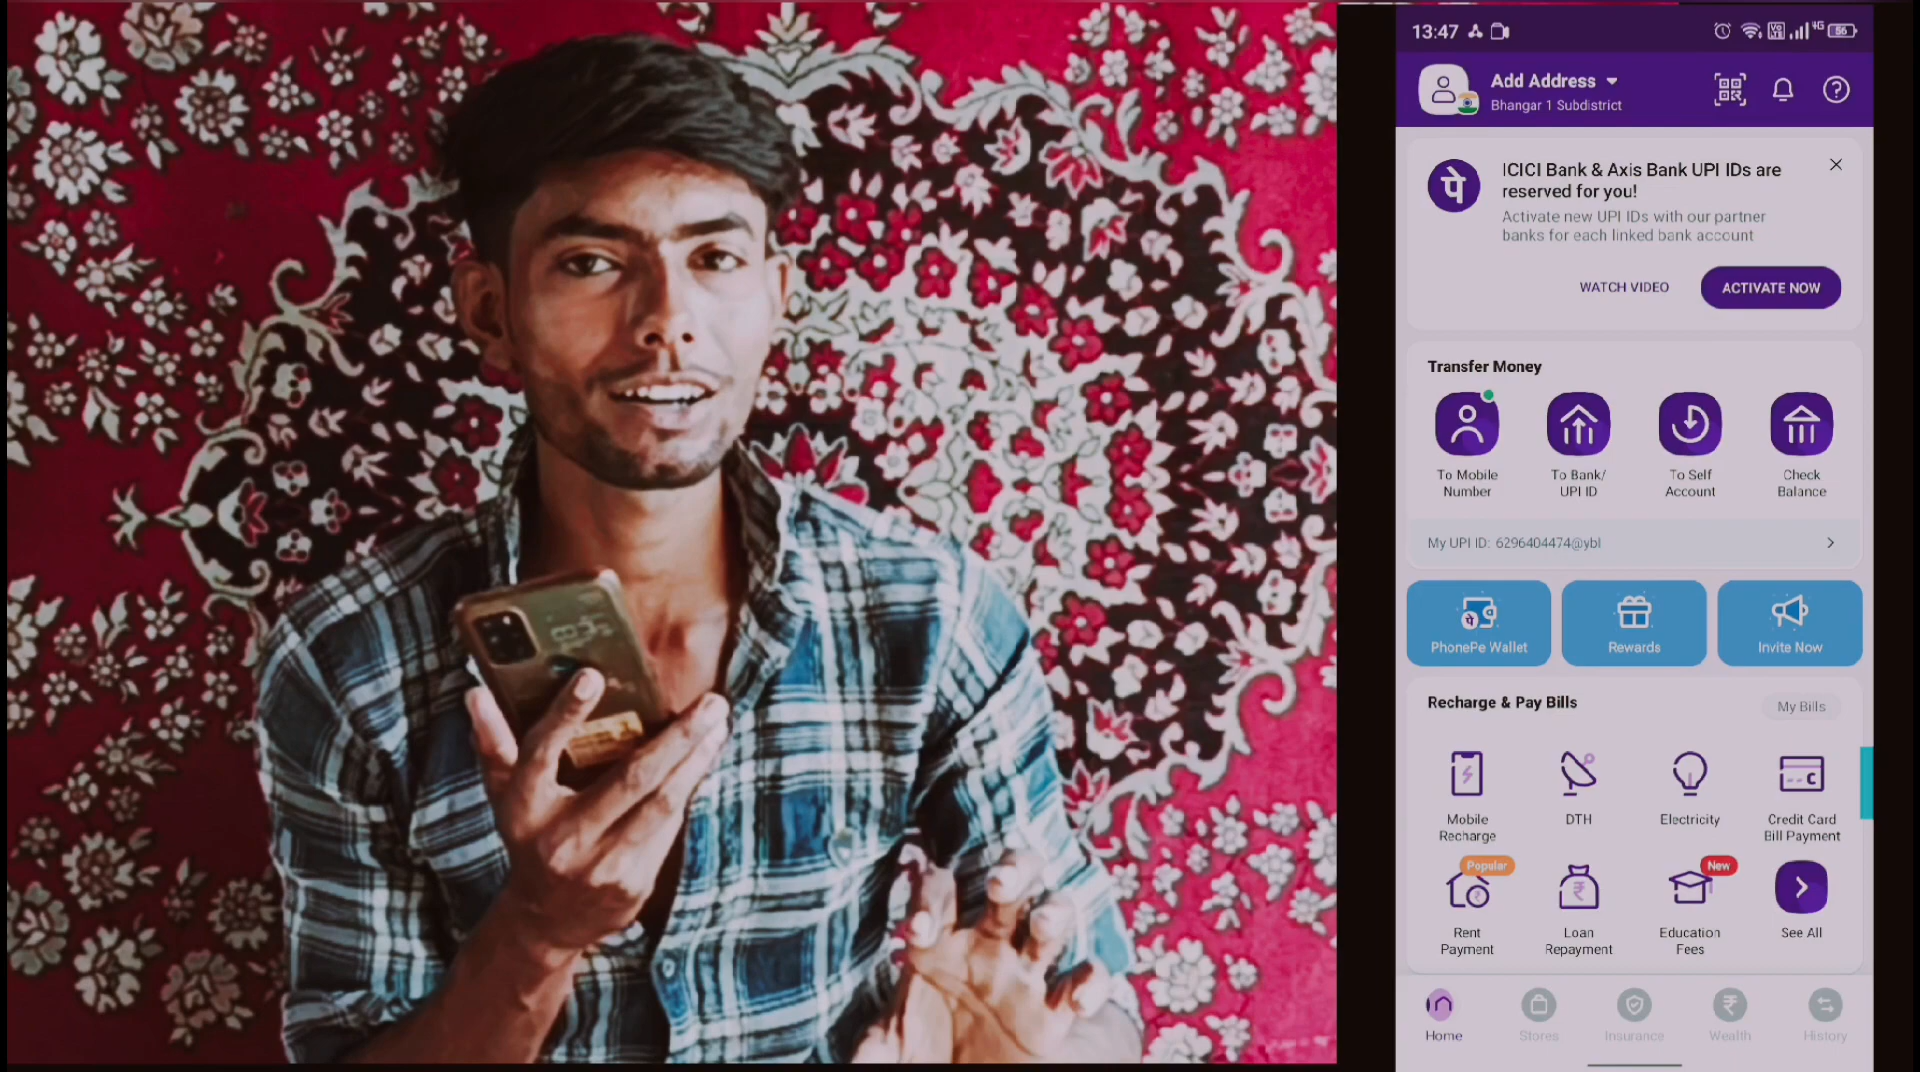 13:47
4G
56
Add Address
Bhangar 1 Subdistrict
पे
ICICI Bank & Axis Bank UPI IDs are
reserved for you!
Activate new UPI IDs with our partner
banks for each linked bank account
WATCH VIDEO
ACTIVATE NOW
Transfer Money
To Mobile
Number
To Bank/
UPI ID
To Self
Account
Check
Balance
My UPI ID: 6296404474@ybl
PhonePe Wallet
Rewards
Invite Now
Recharge & Pay Bills
My Bills
Mobile
Recharge
DTH
Electricity
Credit Card
Bill Payment
Popular
Rent
Payment
Loan
Repayment
New
Education
Fees
See All
Home
Stores
Insurance
Wealth
History